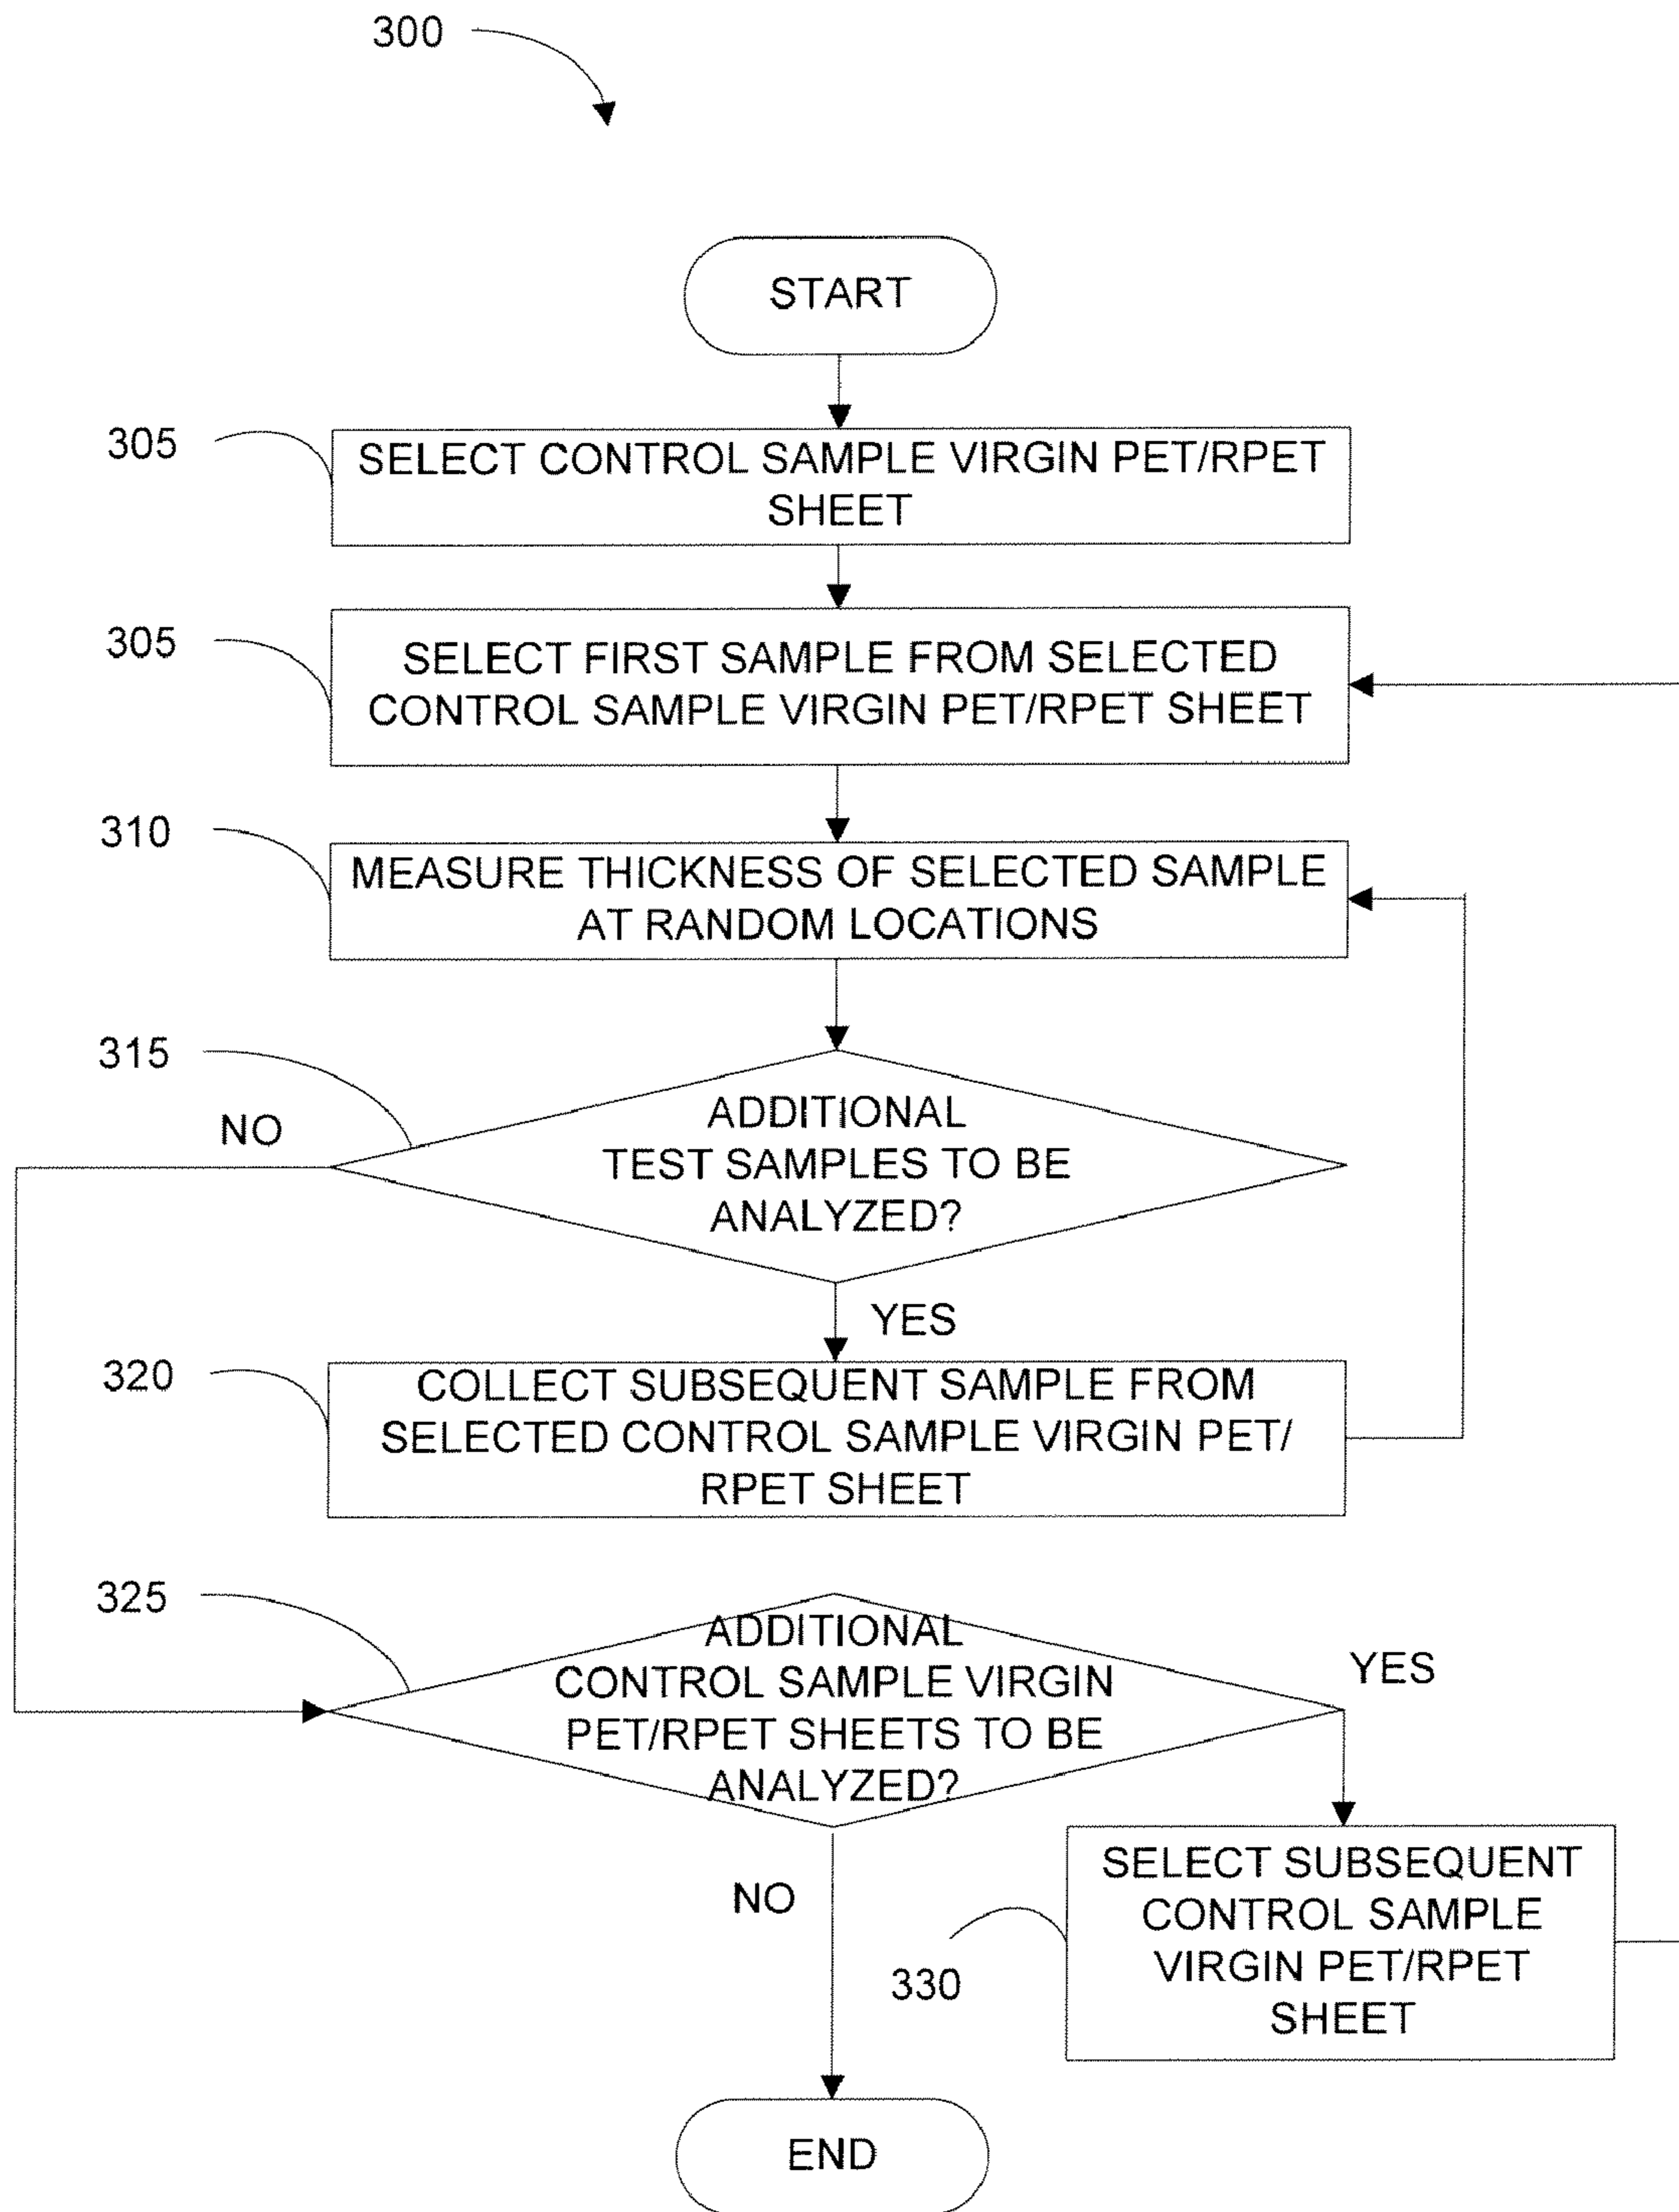 300
START
305
SELECT CONTROL SAMPLE VIRGIN PET/RPET
SHEET
305
SELECT FIRST SAMPLE FROM SELECTED
CONTROL SAMPLE VIRGIN PET/RPET SHEET
310
MEASURE THICKNESS OF SELECTED SAMPLE
AT RANDOM LOCATIONS
315
NO
ADDITIONAL
TEST SAMPLES TO BE
ANALYZED?
YES
320
COLLECT SUBSEQUENT SAMPLE FROM
SELECTED CONTROL SAMPLE VIRGIN PET/
RPET SHEET
325
ADDITIONAL
CONTROL SAMPLE VIRGIN
PET/RPET SHEETS TO BE
ANALYZED?
YES
NO
330
SELECT SUBSEQUENT
CONTROL SAMPLE
VIRGIN PET/RPET
SHEET
END